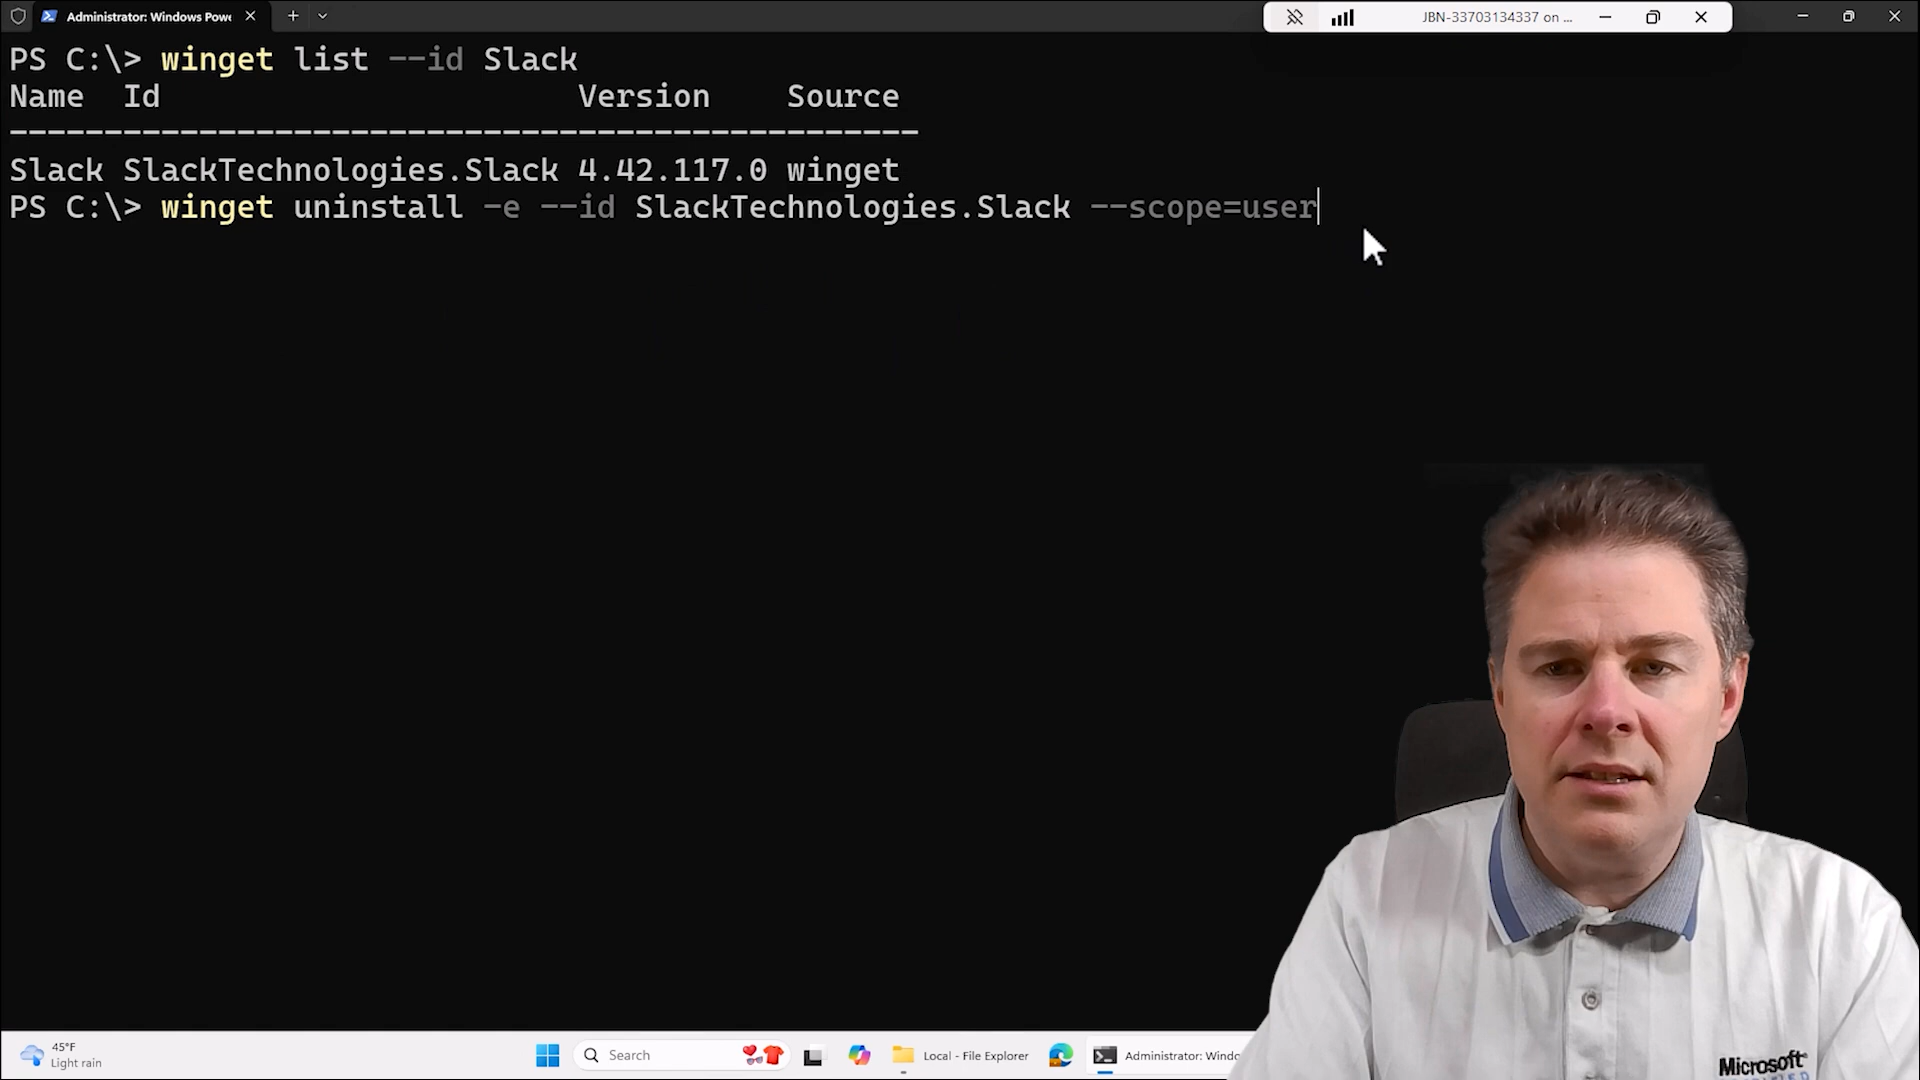 Administrator: Windows Powe
JBN-33703134337 on ...
PS C:\> winget list --id Slack
Name Id Version Source
------------------------------------------------
Slack SlackTechnologies.Slack 4.42.117.0 winget
PS C:\> winget uninstall -e --id SlackTechnologies.Slack --scope=user
45°F
Light rain
Search
Local - File Explorer
Administrator: Windo
Microsoft